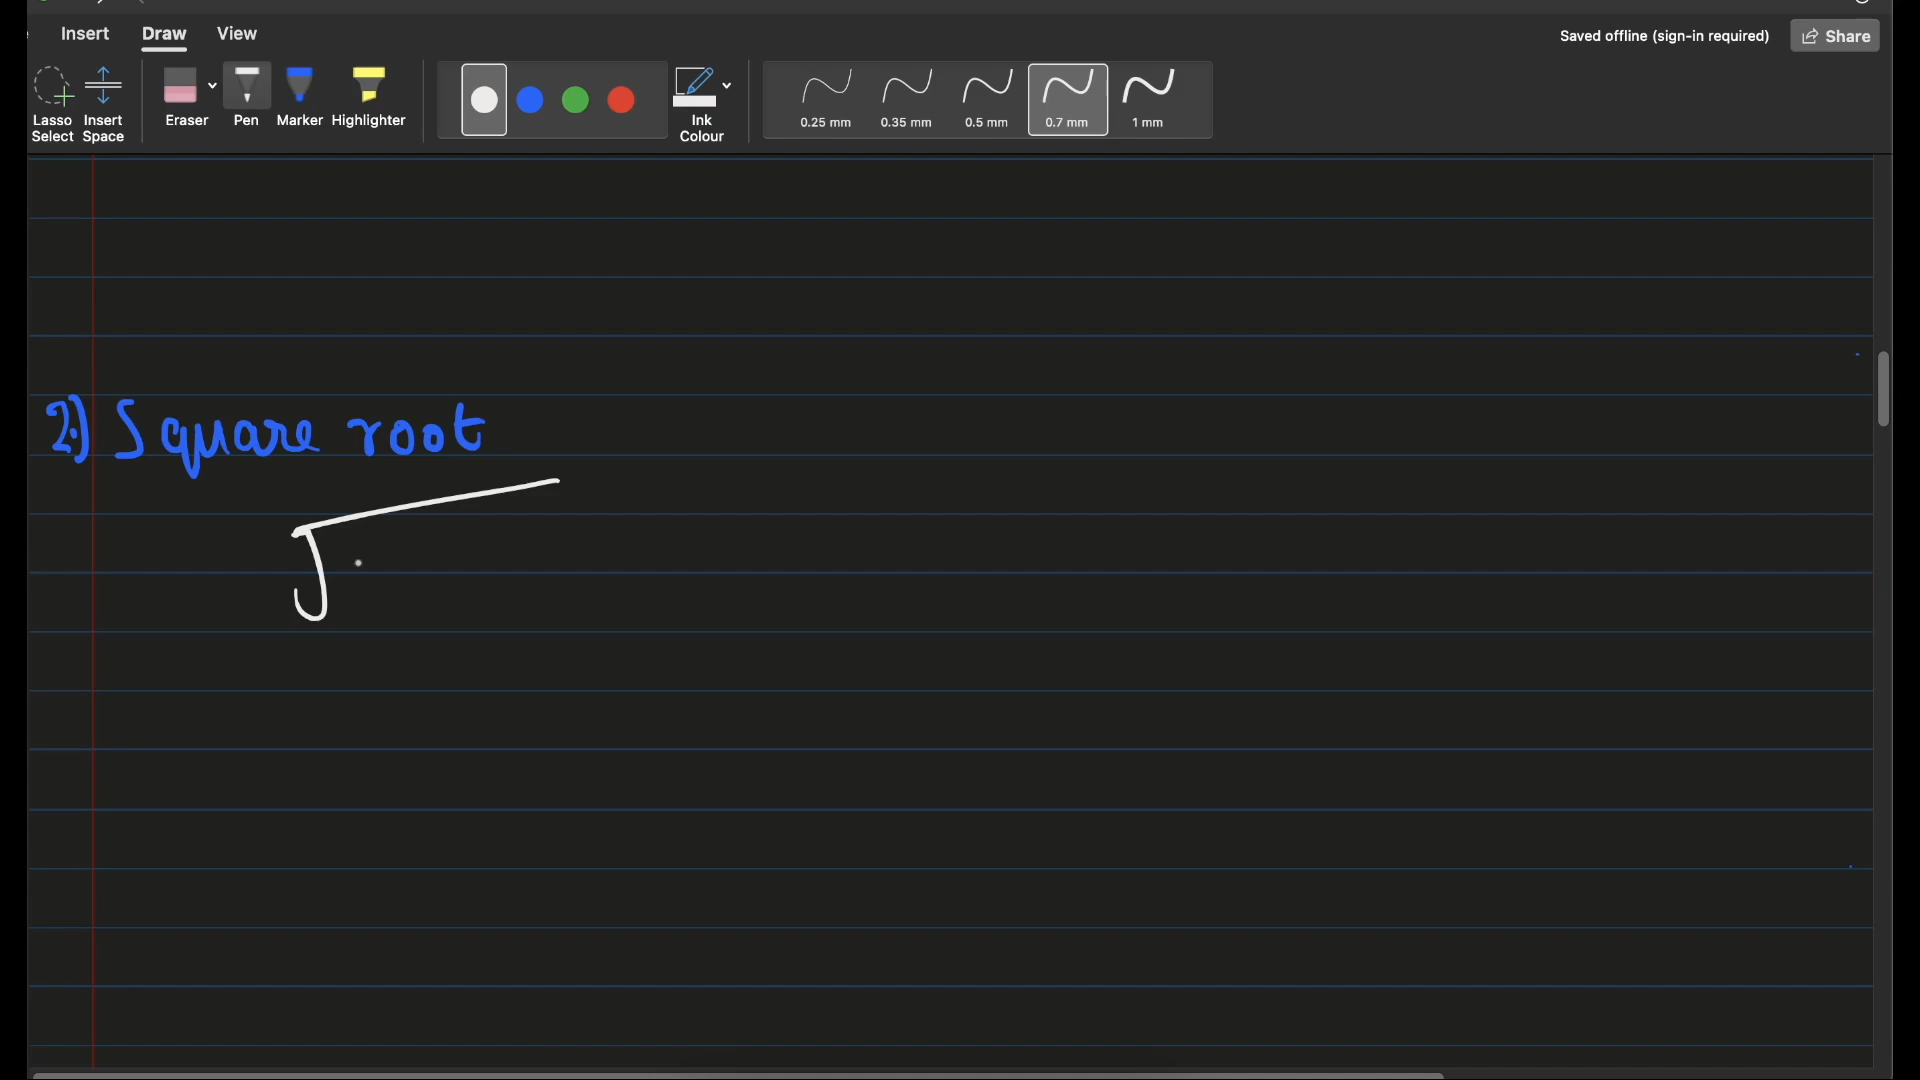 Insert Draw View
Saved offline (sign-in required) Share
Lasso Select
Insert Space
Eraser
Pen
Marker
Highlighter
Ink Colour
0.25 mm
0.35 mm
0.5 mm
0.7 mm
1 mm
2.) Square root
√